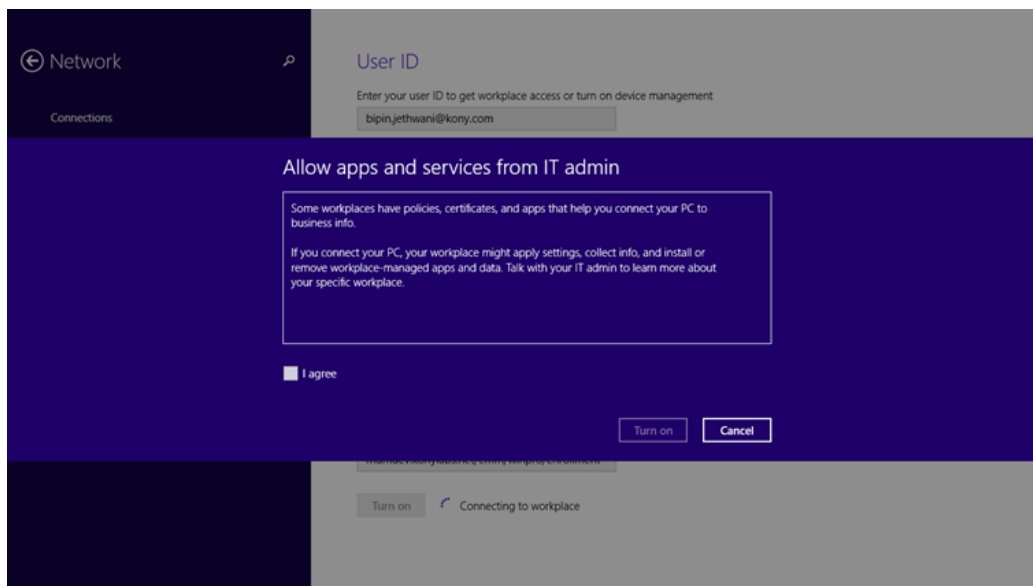 Network
User ID
Enter your user ID to get workplace access or turn on device management
Connections
bipin.jethwani@kony.com
Allow apps and services from IT admin
Some workplaces have policies, certificates, and apps that help you connect your PC to
business info.
If you connect your PC, your workplace might apply settings, collect info, and install or
remove workplace-managed apps and data. Talk with your IT admin to learn more about
your specific workplace.
I agree
Turn on
Cancel
Turn on
Connecting to workplace